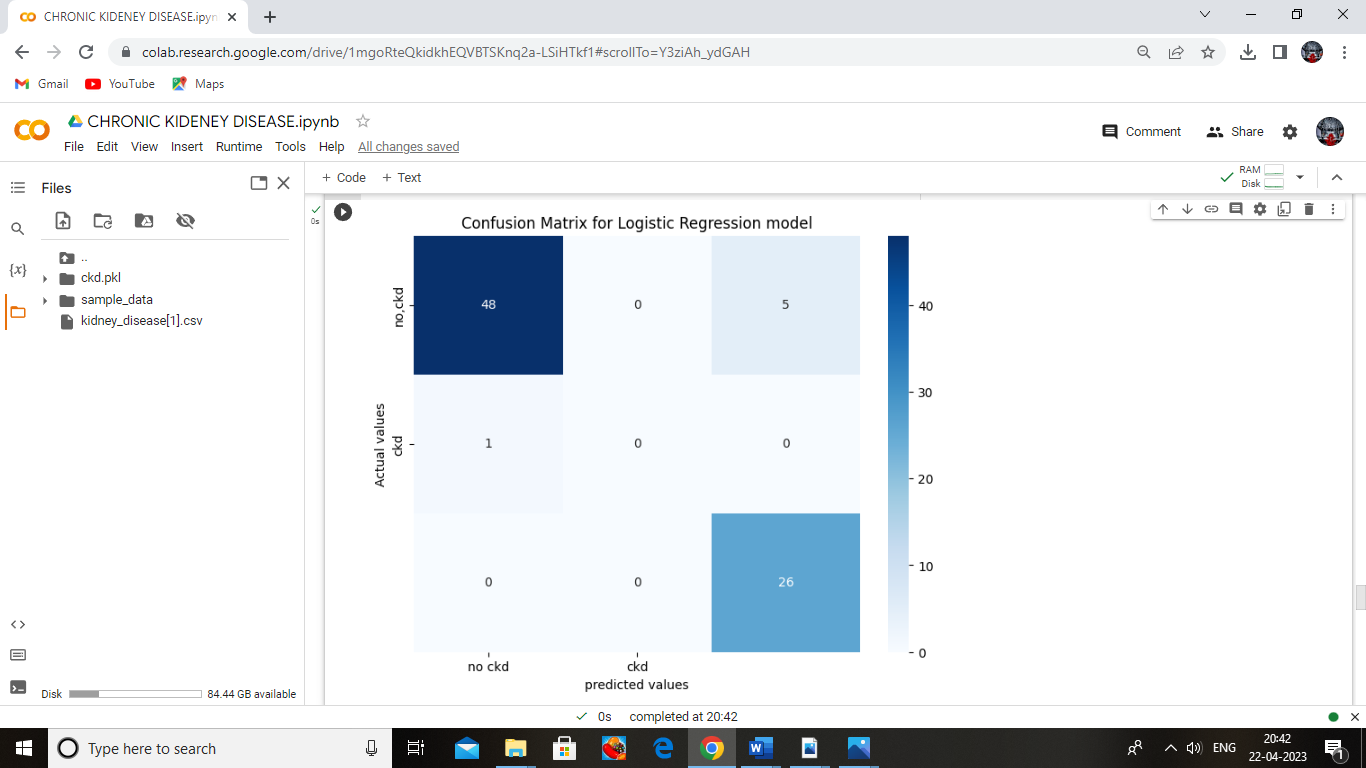 CHRONIC KIDENEY DISEASE.ipyn
colab.research.google.com/drive/1mgoRteQkidkhEQVBTSKnq2a-LSiHTkf1#scrollTo=Y3ziAh_ydGAH
Gmail YouTube Maps
CHRONIC KIDENEY DISEASE.ipynb
Comment Share
File Edit View Insert Runtime Tools Help All changes saved
Files
+ Code + Text
RAM
Disk
0s
{x}
..
ckd.pkl
sample_data
kidney_disease[1].csv
Confusion Matrix for Logistic Regression model
no,ckd
48 0 5
40
30
Actual values
ckd
1 0 0
20
10
0 0 26
0
no ckd ckd
predicted values
Disk 84.44 GB available
0s completed at 20:42
Type here to search
ENG
20:42
22-04-2023
1